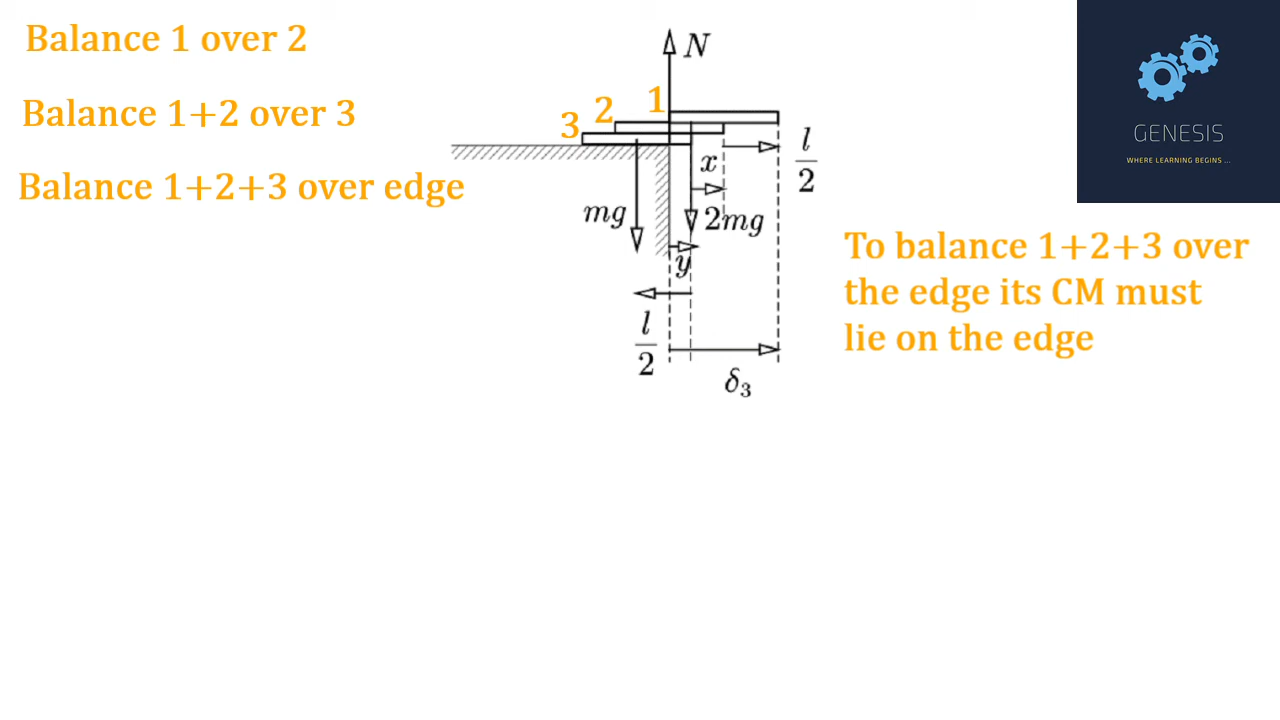 Balance 1 over 2
Balance 1+2 over 3
Balance 1+2+3 over edge
N
1
2
3
x
l
2
mg
2mg
y
l
2
δ3
GENESIS
WHERE LEARNING BEGINS ...
To balance 1+2+3 over
the edge its CM must
lie on the edge